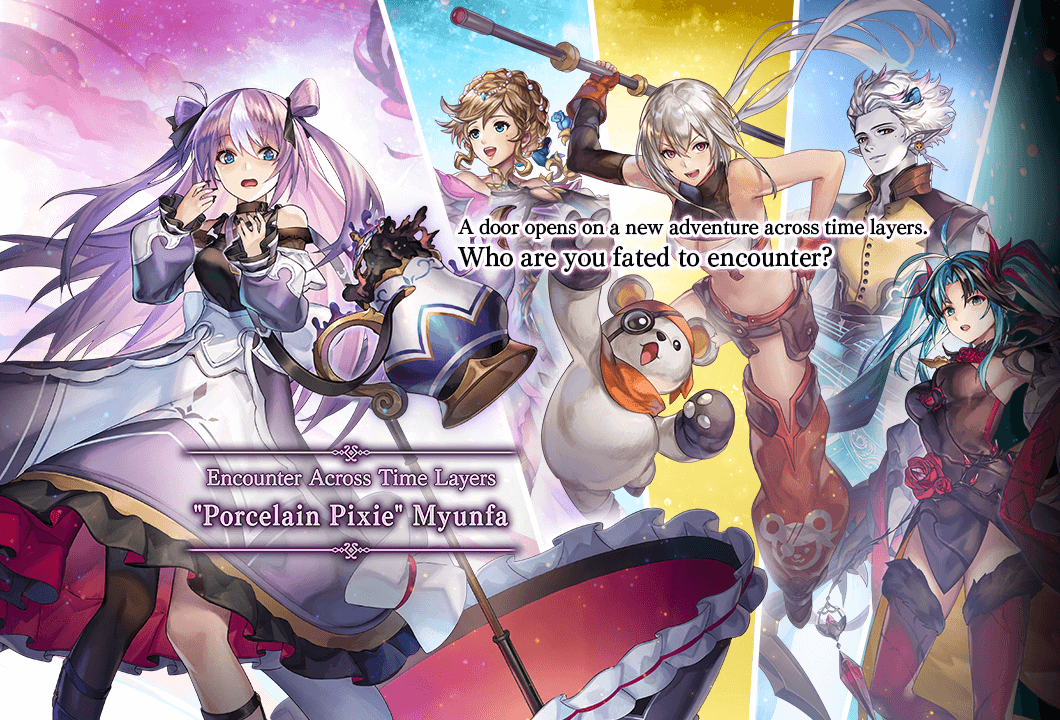 A door opens on a new adventure across time layers.
Who are you fated to encounter?
Encounter Across Time Layers
"Porcelain Pixie" Myunfa